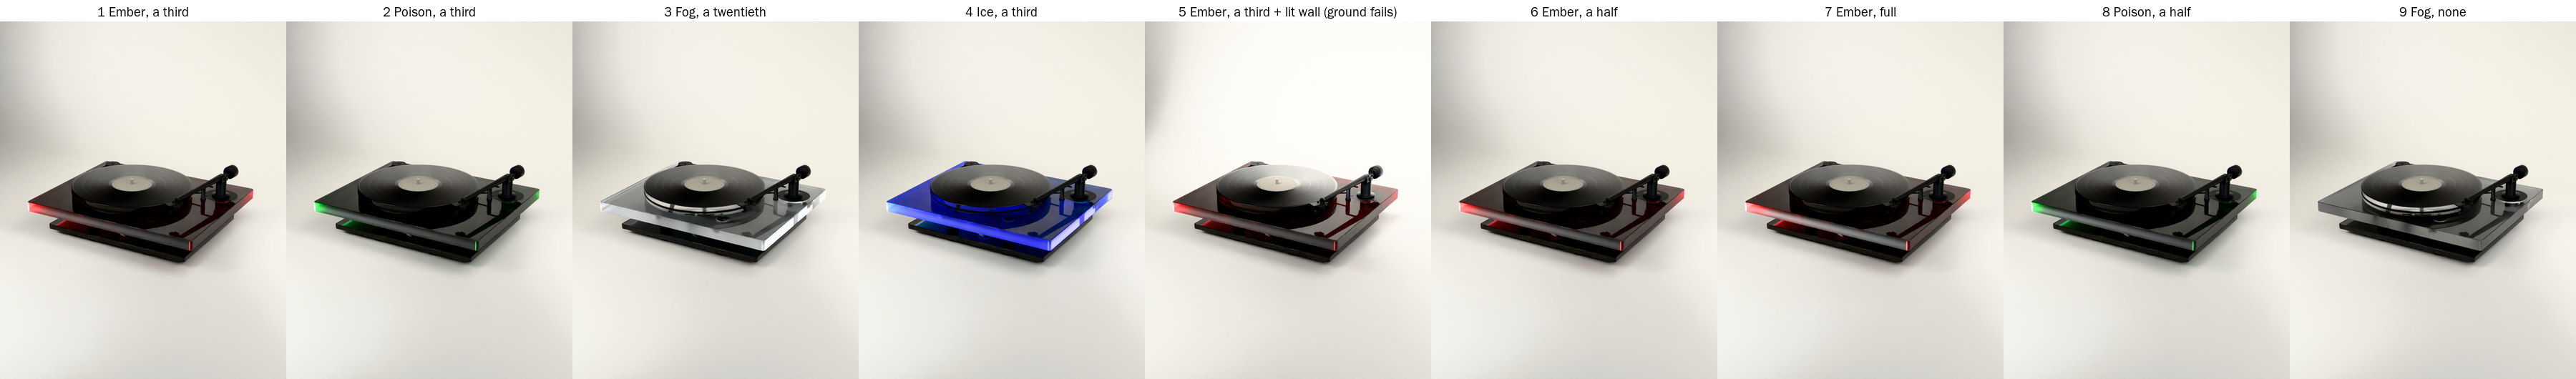 1 Ember, a third
2 Poison, a third
3 Fog, a twentieth
4 Ice, a third
5 Ember, a third + lit wall (ground fails)
6 Ember, a half
7 Ember, full
8 Poison, a half
9 Fog, none